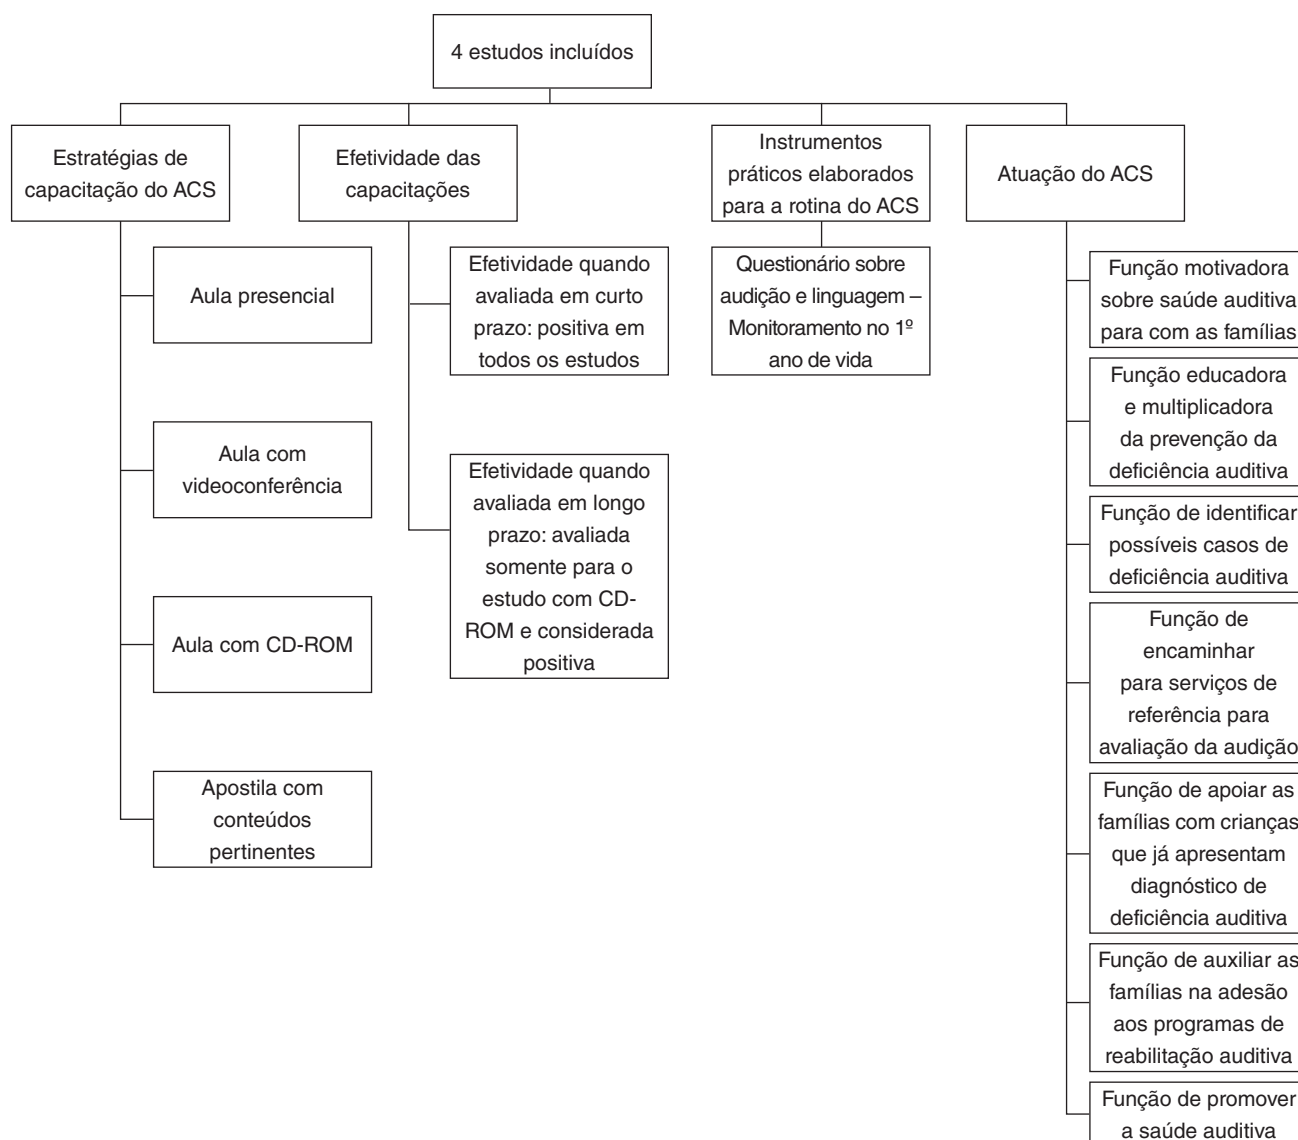 4 estudos incluídos
Estratégias de
capacitação do ACS
Efetividade das
capacitações
Instrumentos
práticos elaborados
para a rotina do ACS
Atuação do ACS
Aula presencial
Aula com
videoconferência
Aula com CD-ROM
Apostila com
conteúdos
pertinentes
Efetividade quando
avaliada em curto
prazo: positiva em
todos os estudos
Efetividade quando
avaliada em longo
prazo: avaliada
somente para o
estudo com CD-
ROM e considerada
positiva
Questionário sobre
audição e linguagem –
Monitoramento no 1º
ano de vida
Função motivadora
sobre saúde auditiva
para com as famílias
Função educadora
e multiplicadora
da prevenção da
deficiência auditiva
Função de identificar
possíveis casos de
deficiência auditiva
Função de
encaminhar
para serviços de
referência para
avaliação da audição
Função de apoiar as
famílias com crianças
que já apresentam
diagnóstico de
deficiência auditiva
Função de auxiliar as
famílias na adesão
aos programas de
reabilitação auditiva
Função de promover
a saúde auditiva